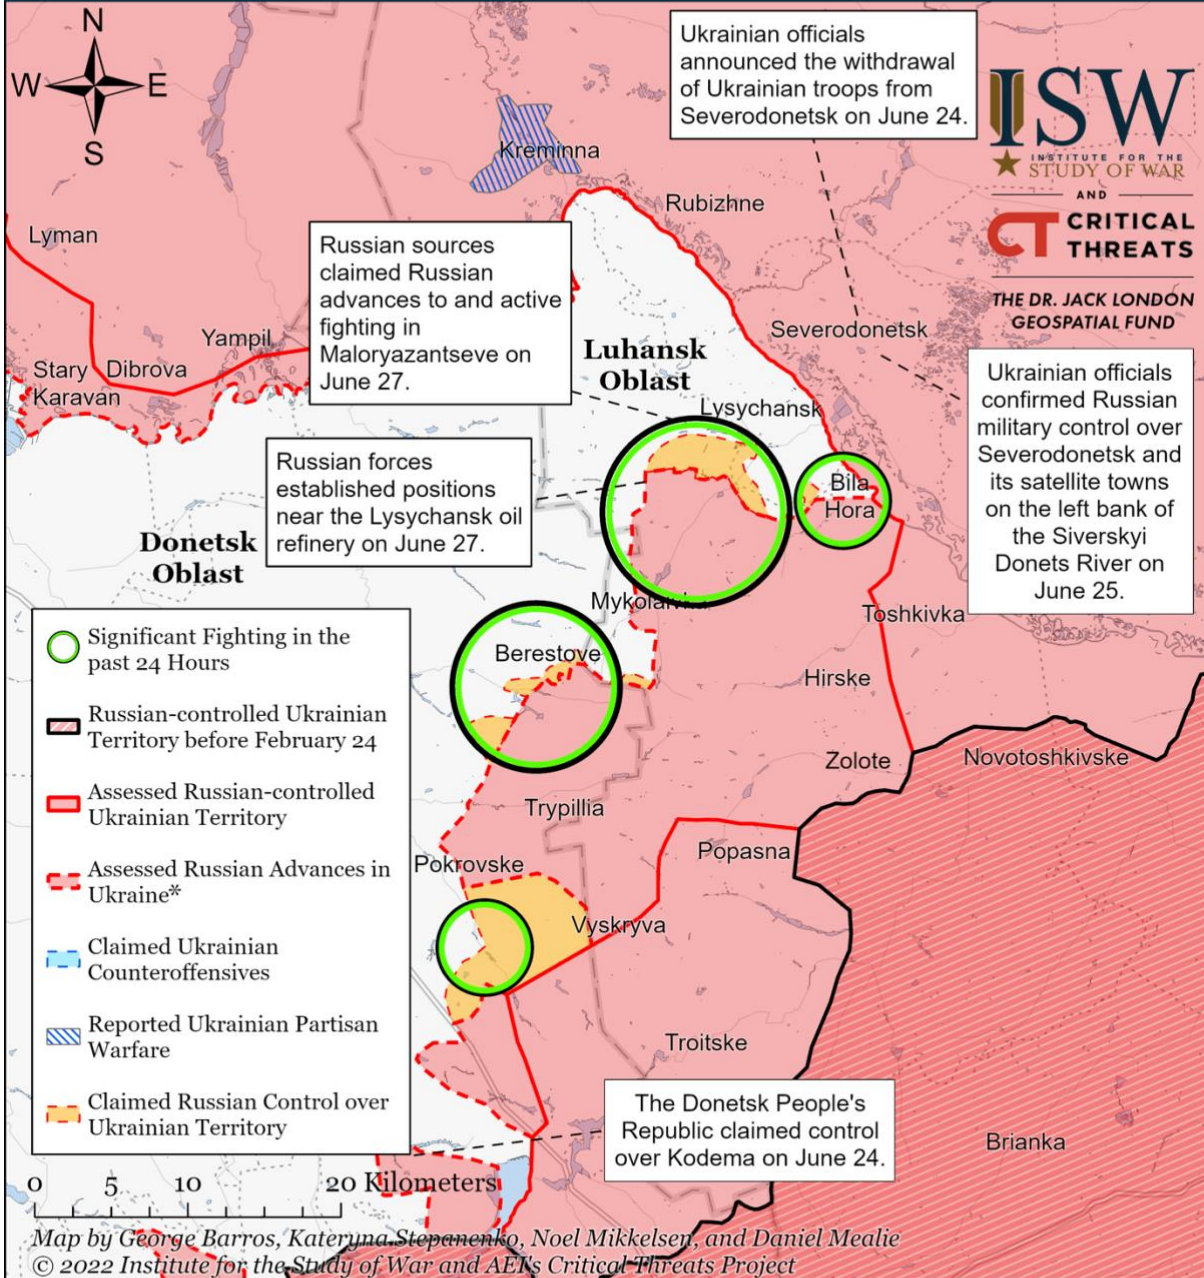 N
W
E
S
Ukrainian officials
announced the withdrawal
of Ukrainian troops from
Severodonetsk on June 24.
ISW
INSTITUTE FOR THE
STUDY OF WAR
AND
CT CRITICAL
THREATS
THE DR. JACK LONDON
GEOSPATIAL FUND
Kreminna
Rubizhne
Lyman
Russian sources
claimed Russian
advances to and active
fighting in
Maloryazantseve on
June 27.
Yampil
Dibrova
Stary
Karavan
Severodonetsk
Luhansk
Oblast
Lysychansk
Ukrainian officials
confirmed Russian
military control over
Severodonetsk and
its satellite towns
on the left bank of
the Siverskyi
Donets River on
June 25.
Russian forces
established positions
near the Lysychansk oil
refinery on June 27.
Bila
Hora
Donetsk
Oblast
Mykolaivka
Toshkivka
Berestove
Hirske
Zolote
Novotoshkivske
Trypillia
Popasna
Pokrovske
Vyskryva
Troitske
Brianka
Significant Fighting in the
past 24 Hours
Russian-controlled Ukrainian
Territory before February 24
Assessed Russian-controlled
Ukrainian Territory
Assessed Russian Advances in
Ukraine*
Claimed Ukrainian
Counteroffensives
Reported Ukrainian Partisan
Warfare
Claimed Russian Control over
Ukrainian Territory
The Donetsk People's
Republic claimed control
over Kodema on June 24.
0 5 10 20 Kilometers
Map by George Barros, Kateryna Stepanenko, Noel Mikkelsen, and Daniel Mealie
© 2022 Institute for the Study of War and AEI's Critical Threats Project